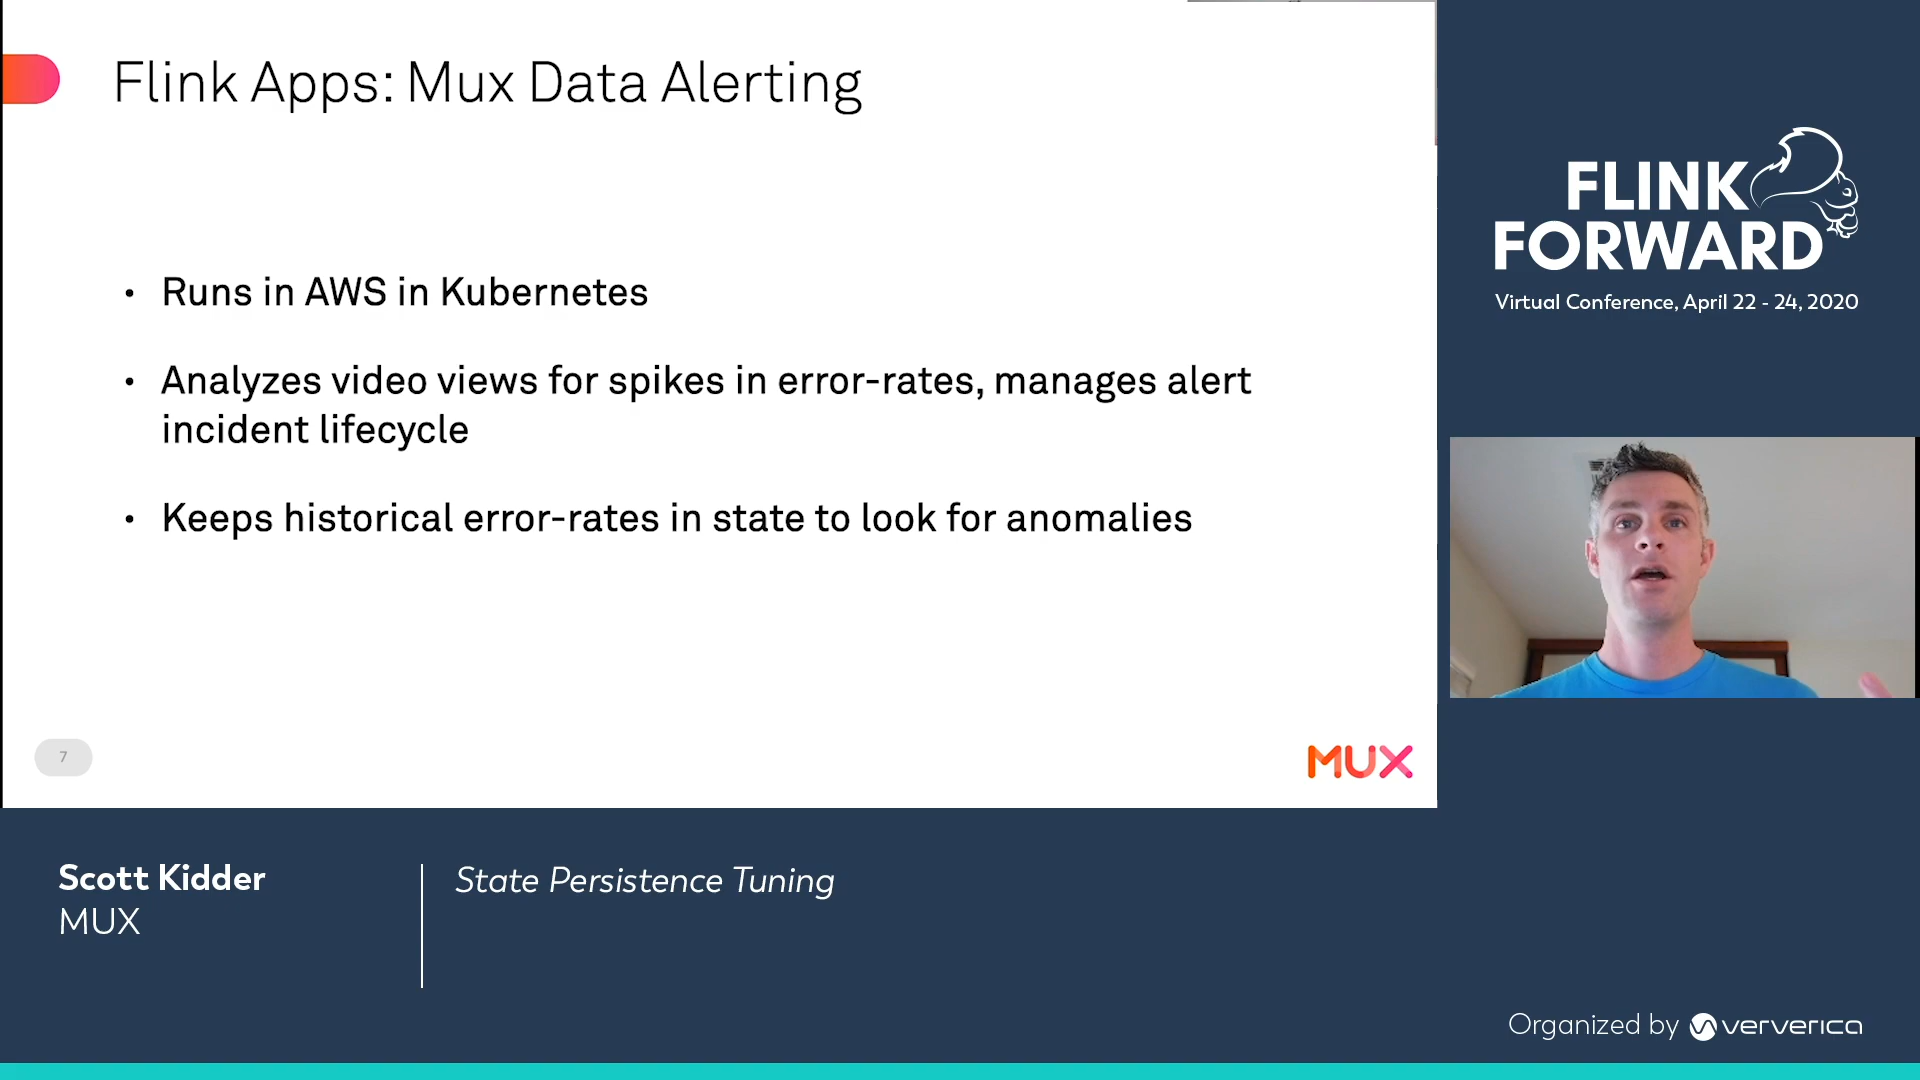 Flink Apps: Mux Data Alerting
• Runs in AWS in Kubernetes
• Analyzes video views for spikes in error-rates, manages alert
incident lifecycle
• Keeps historical error-rates in state to look for anomalies
7
MUX
FLINK
FORWARD
Virtual Conference, April 22 - 24, 2020
Scott Kidder
MUX
State Persistence Tuning
Organized by ververica